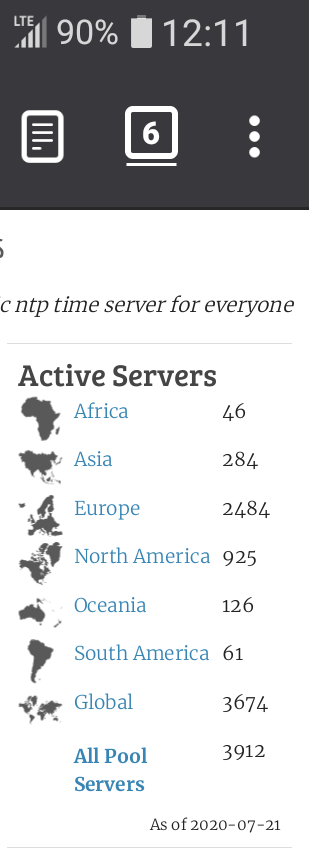 LTE 90% 12:11
6
ntp time server for everyone
Active Servers
Africa 46
Asia 284
Europe 2484
North America 925
Oceania 126
South America 61
Global 3674
All Pool 3912
Servers
As of 2020-07-21